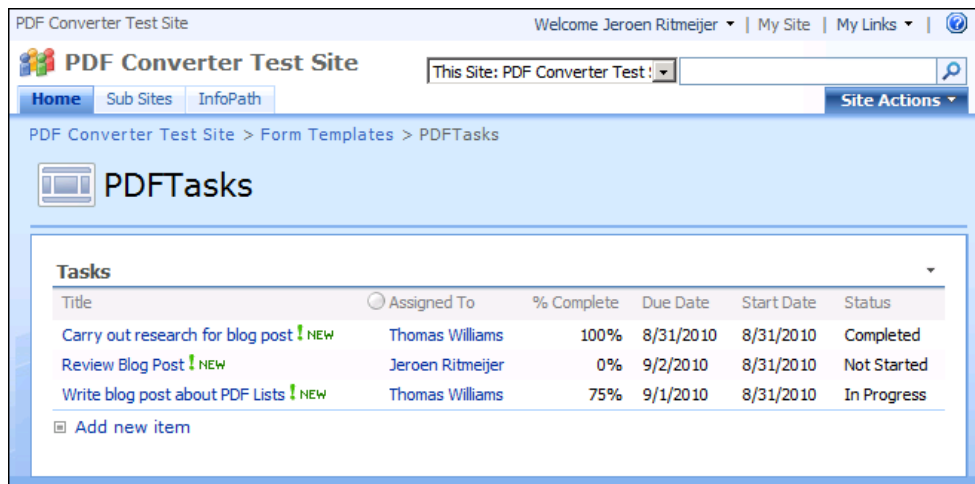 PDF Converter Test Site Welcome Jeroen Ritmeijer | My Site | My Links |
PDF Converter Test Site This Site: PDF Converter Test
Home Sub Sites InfoPath Site Actions
PDF Converter Test Site > Form Templates > PDFTasks
PDFTasks
Tasks
Title Assigned To % Complete Due Date Start Date Status
Carry out research for blog post ! NEW Thomas Williams 100% 8/31/2010 8/31/2010 Completed
Review Blog Post ! NEW Jeroen Ritmeijer 0% 9/2/2010 8/31/2010 Not Started
Write blog post about PDF Lists ! NEW Thomas Williams 75% 9/1/2010 8/31/2010 In Progress
Add new item